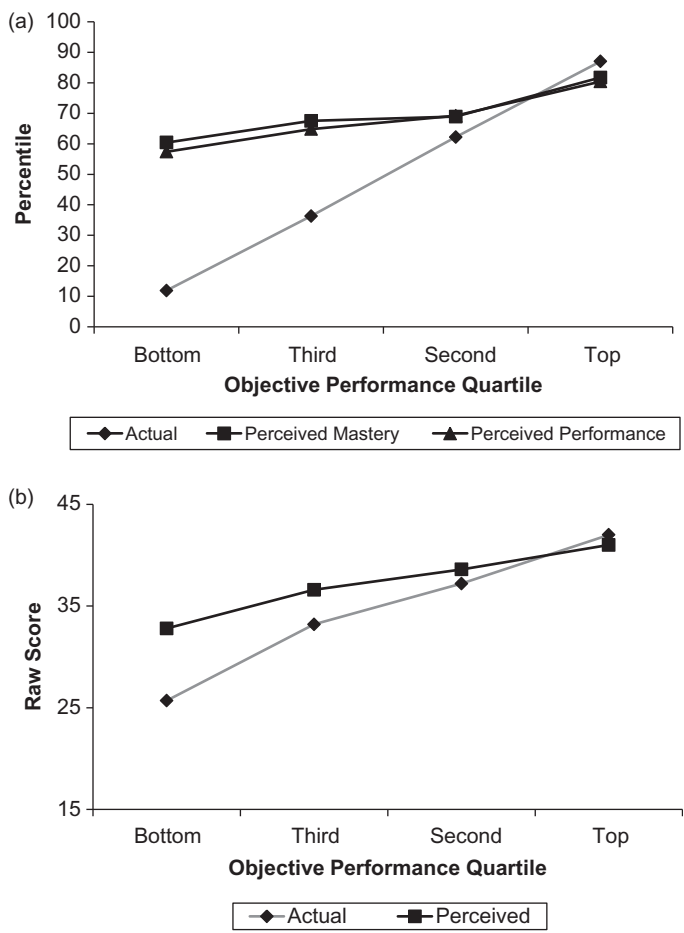 (a)
100
90
80
70
60
50
40
30
20
10
0
Percentile
Bottom Third Second Top
Objective Performance Quartile
Actual Perceived Mastery Perceived Performance
(b)
45
35
25
15
Raw Score
Bottom Third Second Top
Objective Performance Quartile
Actual Perceived